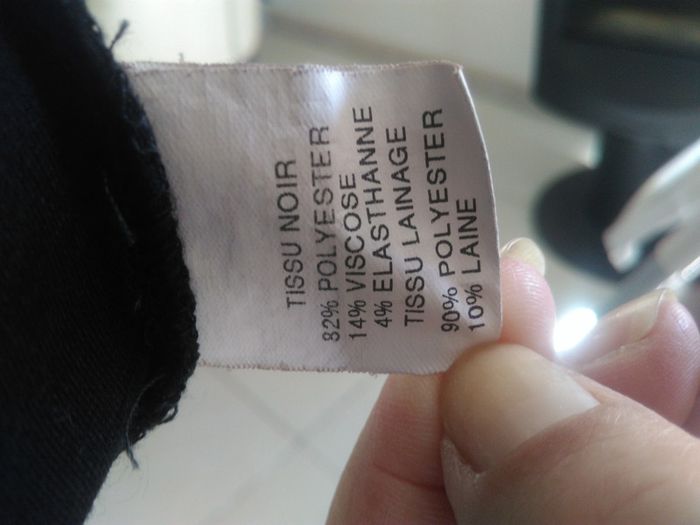 TISSU NOIR
82% POLYESTER
14% VISCOSE
4% ELASTHANNE
TISSU LAINAGE
90% POLYESTER
10% LAINE